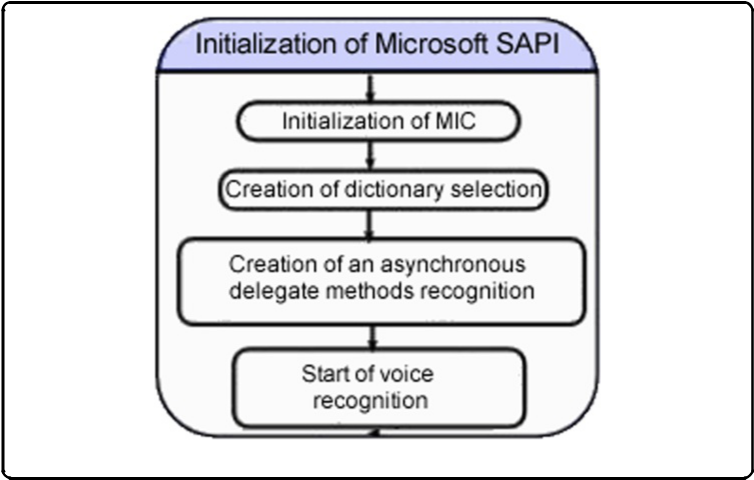 Initialization of Microsoft SAPI
Initialization of MIC
Creation of dictionary selection
Creation of an asynchronous
delegate methods recognition
Start of voice
recognition